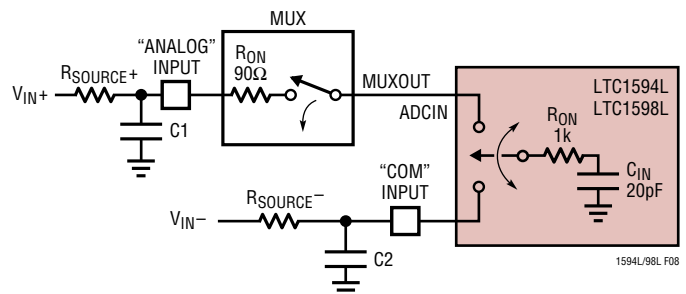 MUX
"ANALOG"
INPUT
RON
90Ω
RSOURCE+
VIN+
C1
MUXOUT
ADCIN
LTC1594L
LTC1598L
RON
1k
CIN
20pF
"COM"
INPUT
RSOURCE–
VIN–
C2
1594L/98L F08